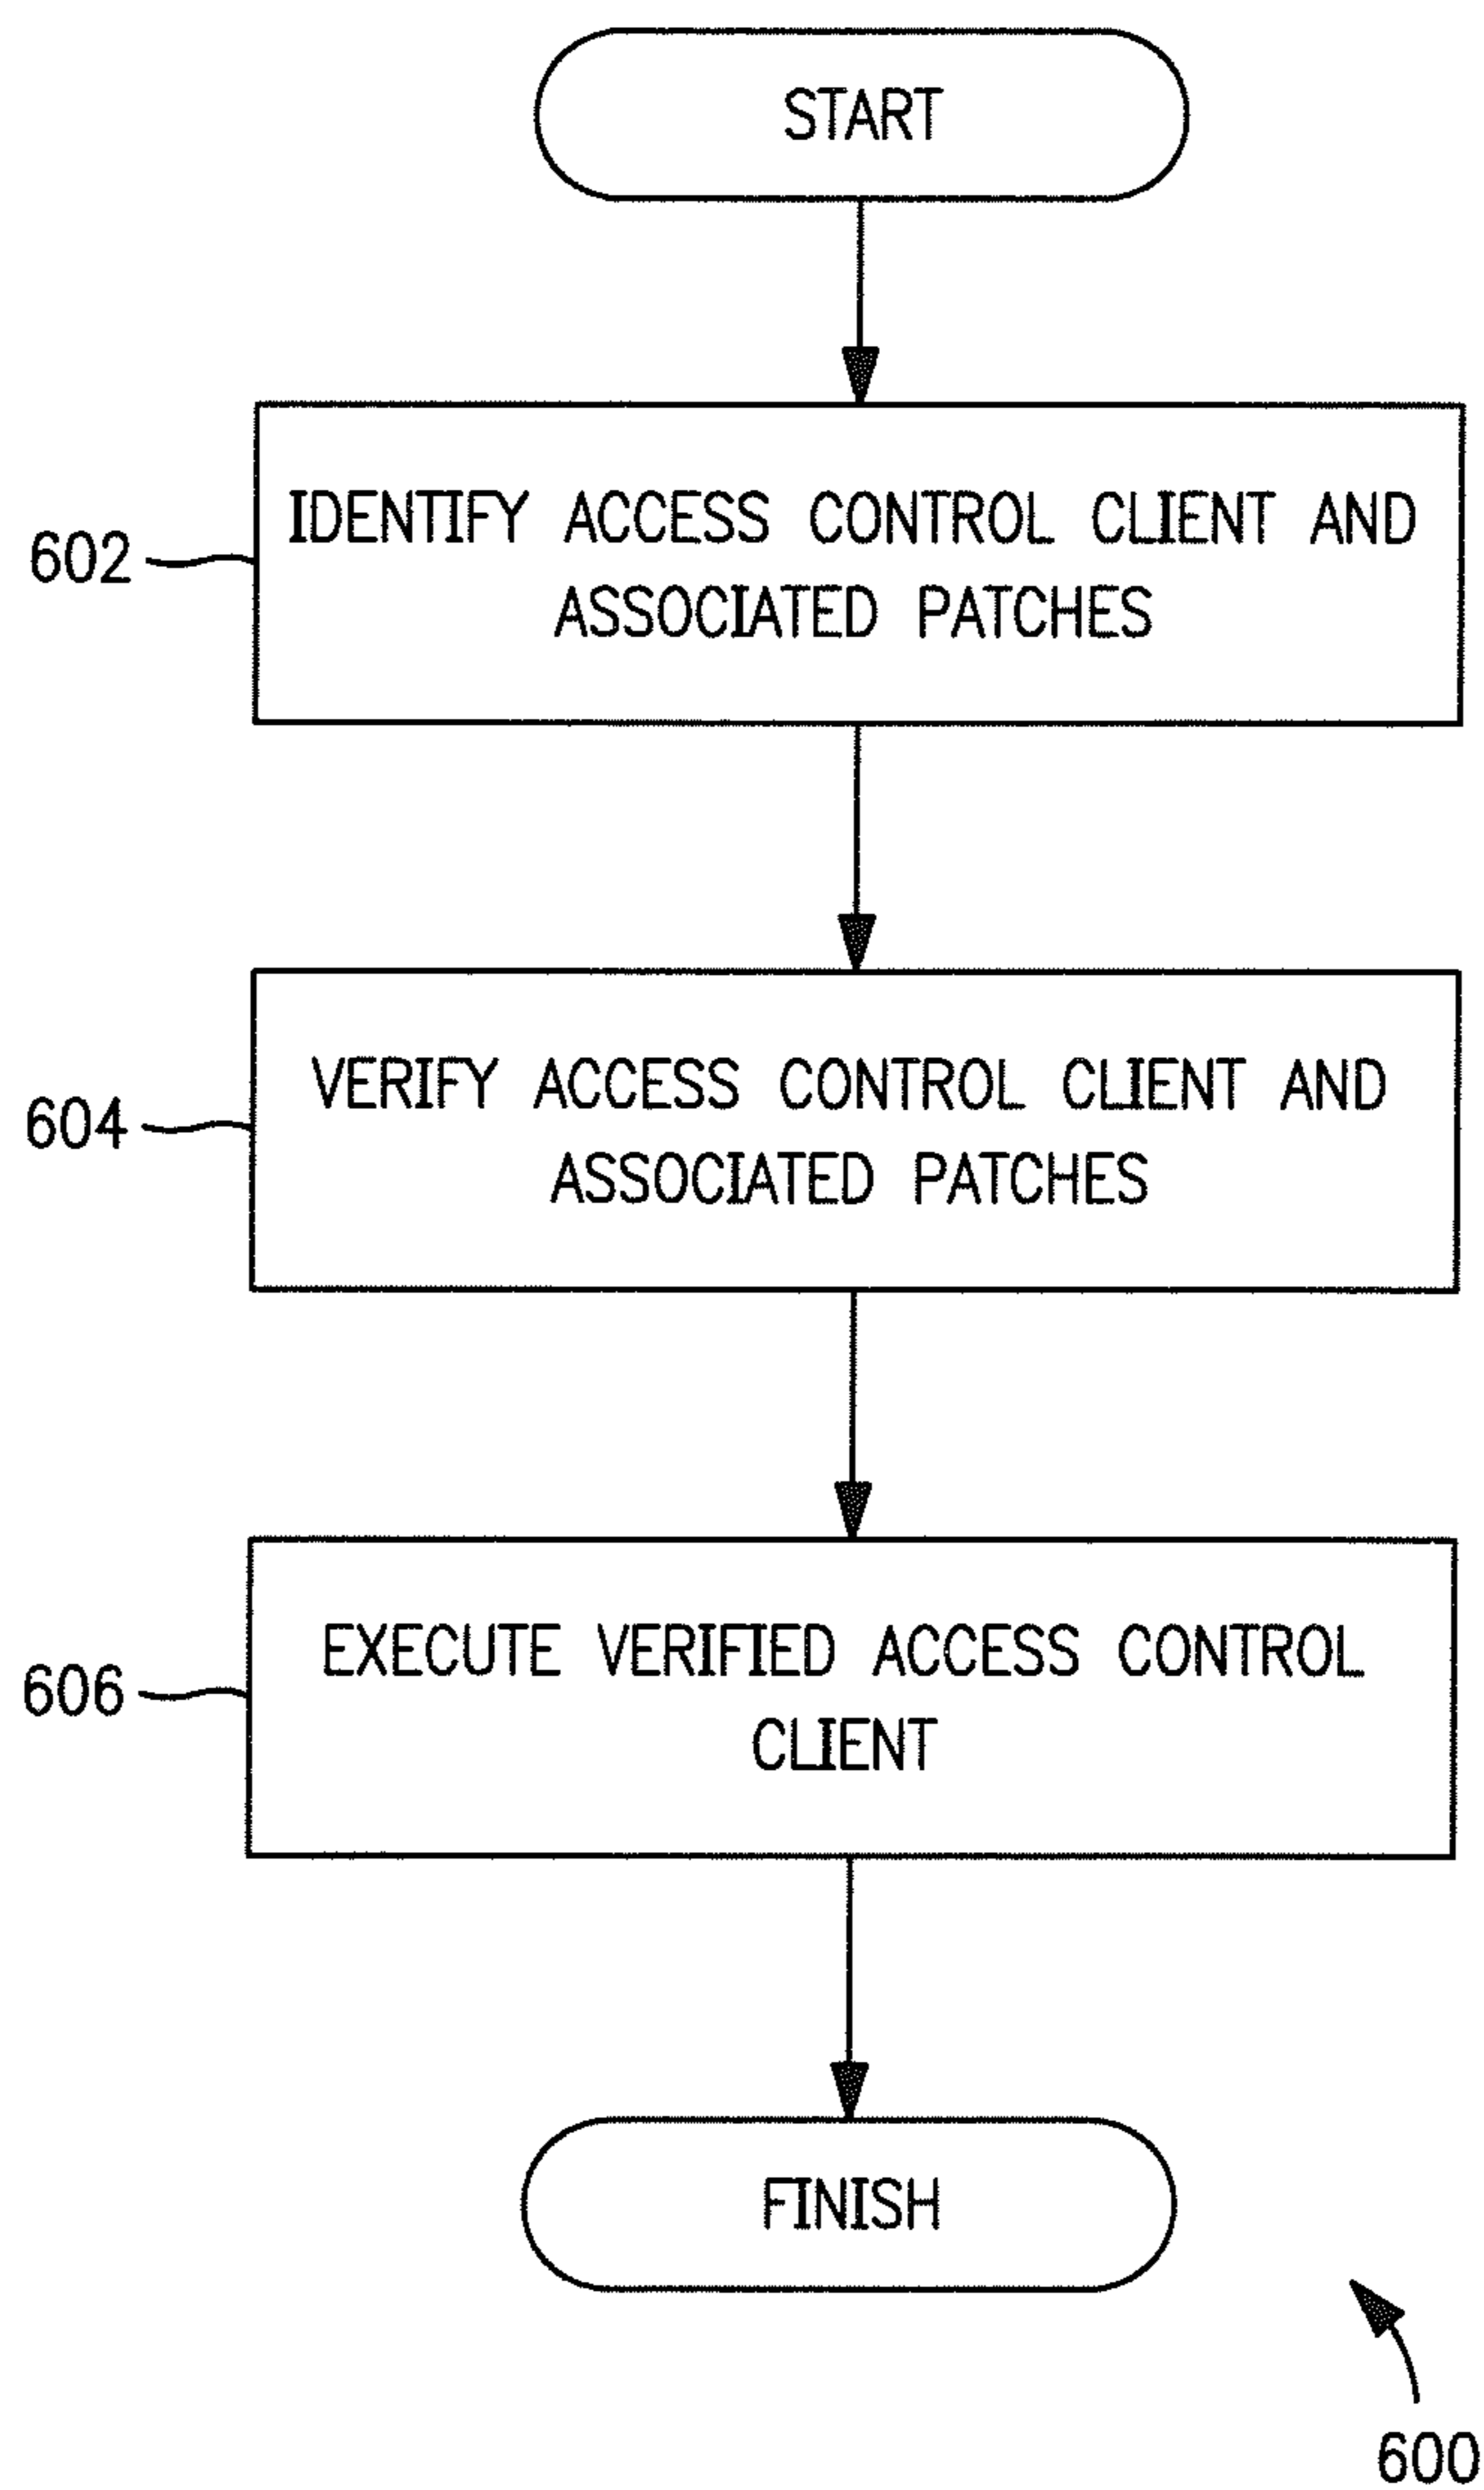 START
602
IDENTIFY ACCESS CONTROL CLIENT AND
ASSOCIATED PATCHES
604
VERIFY ACCESS CONTROL CLIENT AND
ASSOCIATED PATCHES
606
EXECUTE VERIFIED ACCESS CONTROL
CLIENT
FINISH
600